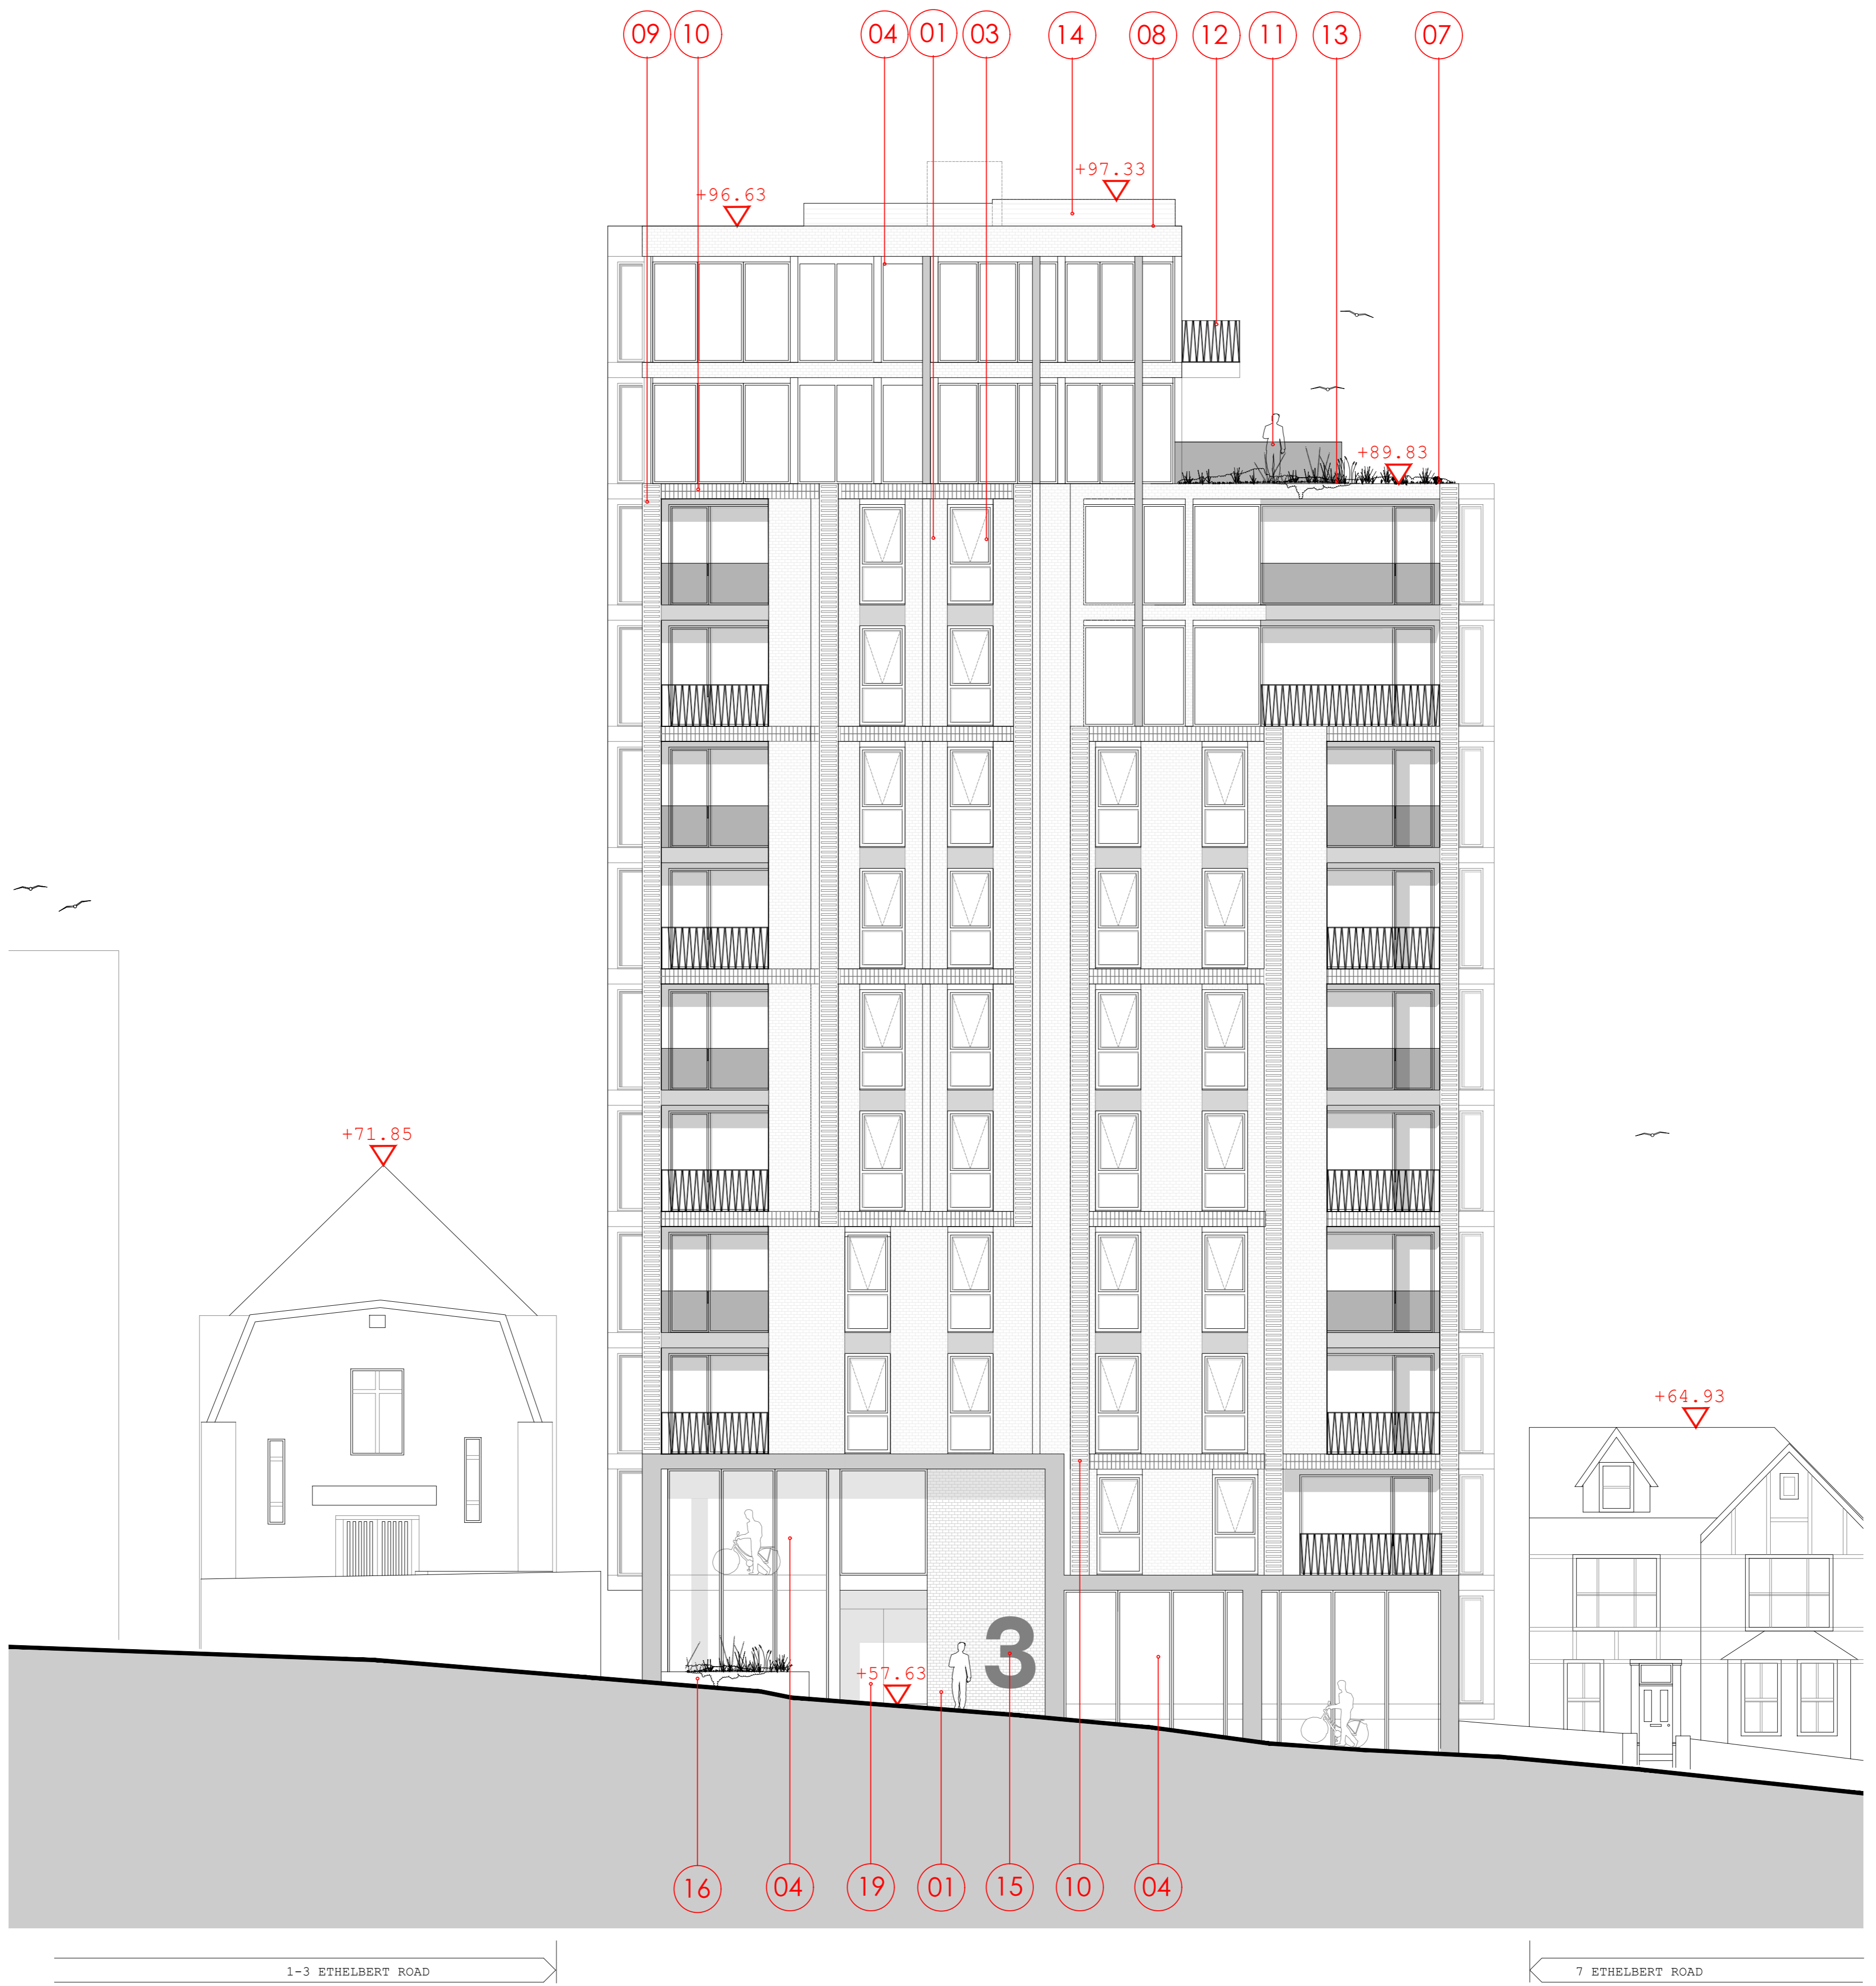 09 10 04 01 03 14 08 12 11 13 07
+97.33
+96.63
+89.83
+71.85
+64.93
3
+57.63
16 04 19 01 15 10 04
1-3 ETHELBERT ROAD
7 ETHELBERT ROAD